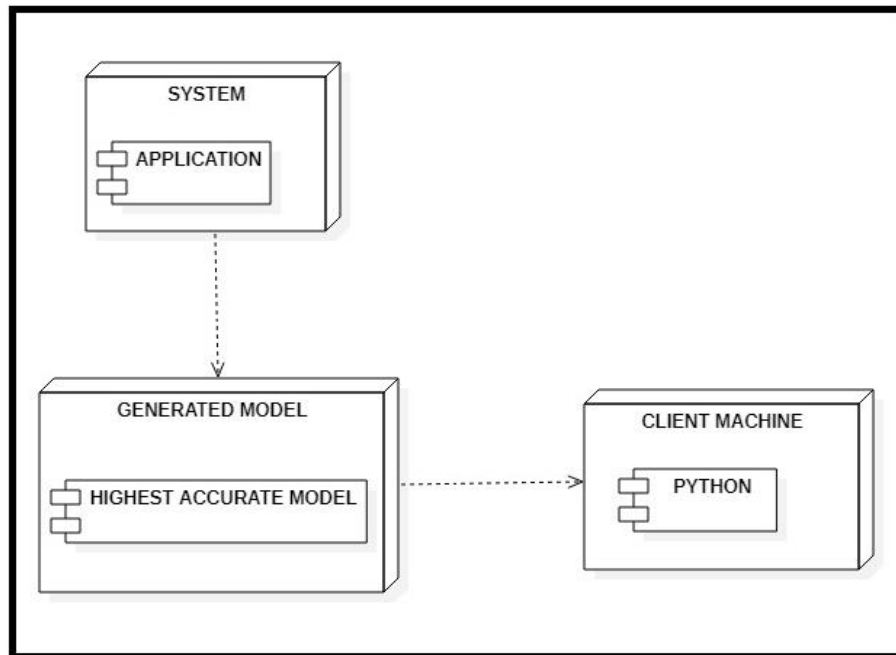 SYSTEM
APPLICATION
GENERATED MODEL
HIGHEST ACCURATE MODEL
CLIENT MACHINE
PYTHON